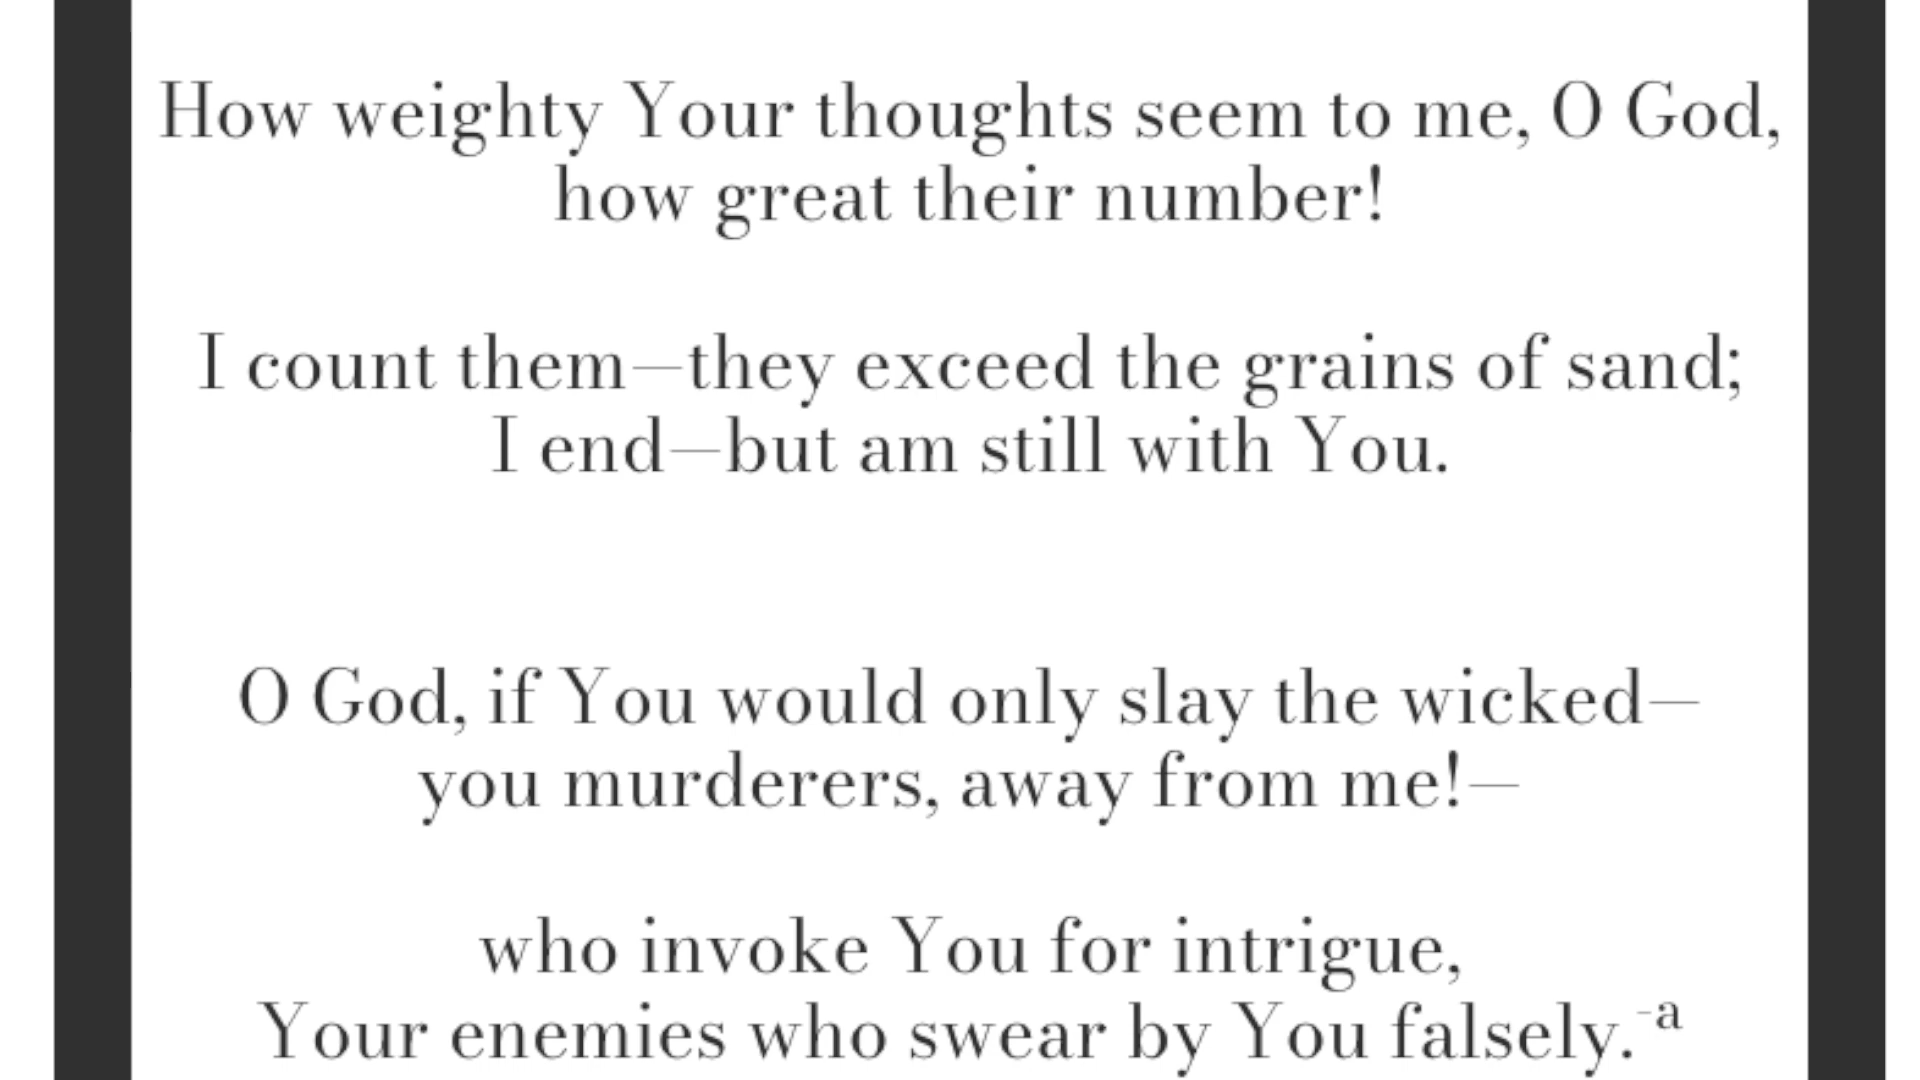 How weighty Your thoughts seem to me, O God,
how great their number!
I count them—they exceed the grains of sand;
I end—but am still with You.
O God, if You would only slay the wicked—
you murderers, away from me!—
who invoke You for intrigue,
Your enemies who swear by You falsely.-a